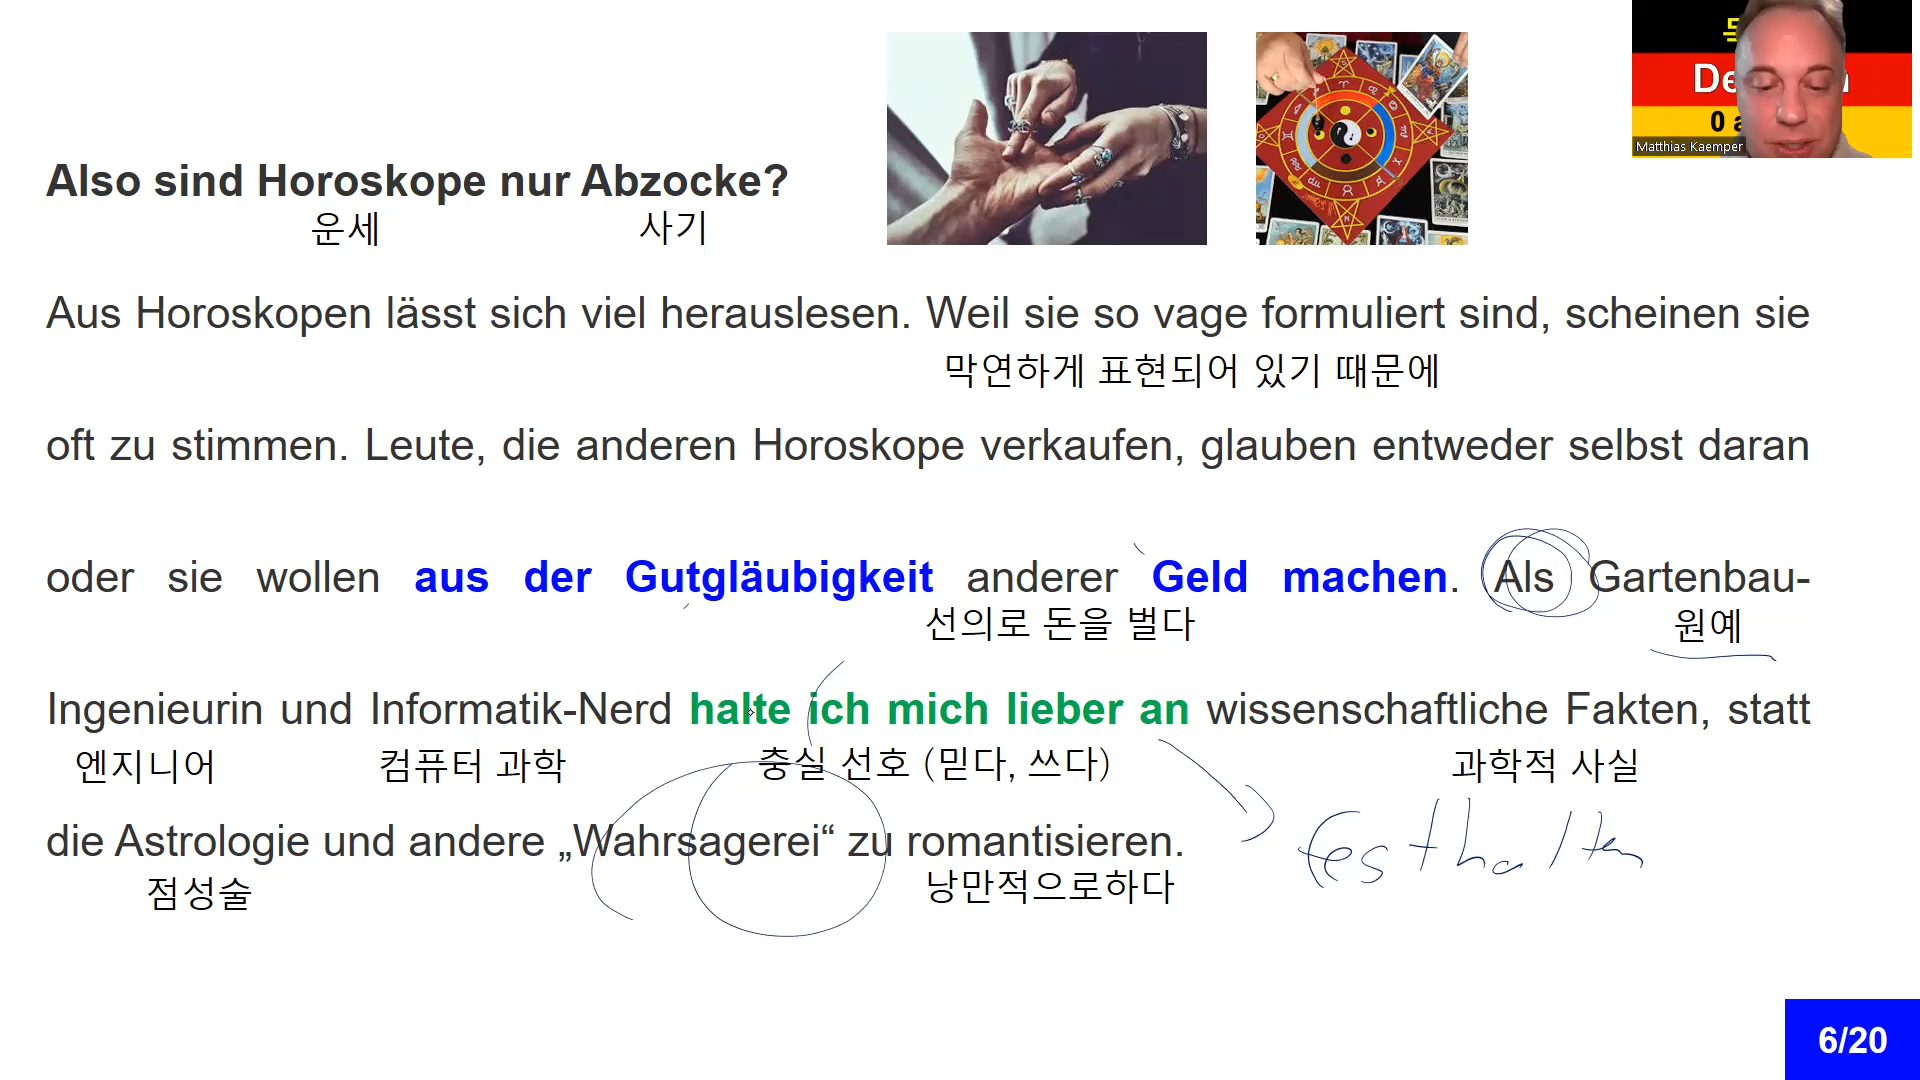 Also sind Horoskope nur Abzocke?
운세 사기
Aus Horoskopen lässt sich viel herauslesen. Weil sie so vage formuliert sind, scheinen sie
막연하게 표현되어 있기 때문에
oft zu stimmen. Leute, die anderen Horoskope verkaufen, glauben entweder selbst daran
oder sie wollen aus der Gutgläubigkeit anderer Geld machen. Als Gartenbau-
선의로 돈을 벌다 원예
Ingenieurin und Informatik-Nerd halte ich mich lieber an wissenschaftliche Fakten, statt
엔지니어 컴퓨터 과학 충실 선호 (믿다, 쓰다) 과학적 사실
die Astrologie und andere „Wahrsagerei“ zu romantisieren.
점성술 낭만적으로하다
festhalten
Matthias Kaemper
6/20